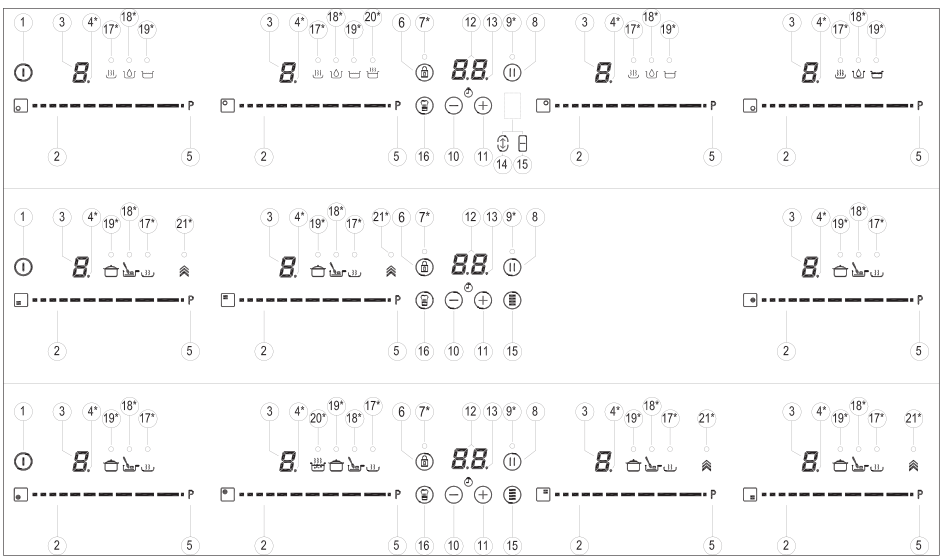 18* 18* 20* 18* 18*
1 3 4* 17* 19* 3 4* 17* 19* 6 7* 12 13 9* 8 3 4* 17* 19* 3 4* 17* 19*
8. 8. 8.8. 8. 8.
P P P P
2 5 2 5 16 10 11 14 15 2 5 2 5
18* 18* 18*
1 3 4* 19* 17* 21* 3 4* 19* 17* 21* 6 7* 12 13 9* 8 3 4* 19* 17*
8. 8. 8.8. 8.
P P P
2 5 2 5 16 10 11 15 2 5
18* 19* 17* 18* 18*
1 3 4* 19* 17* 3 4* 20* 18* 6 7* 12 13 9* 8 3 4* 19* 17* 21* 3 4* 19* 17* 21*
8. 8. 8.8. 8. 8.
P P P P
2 5 2 5 16 10 11 15 2 5 2 5